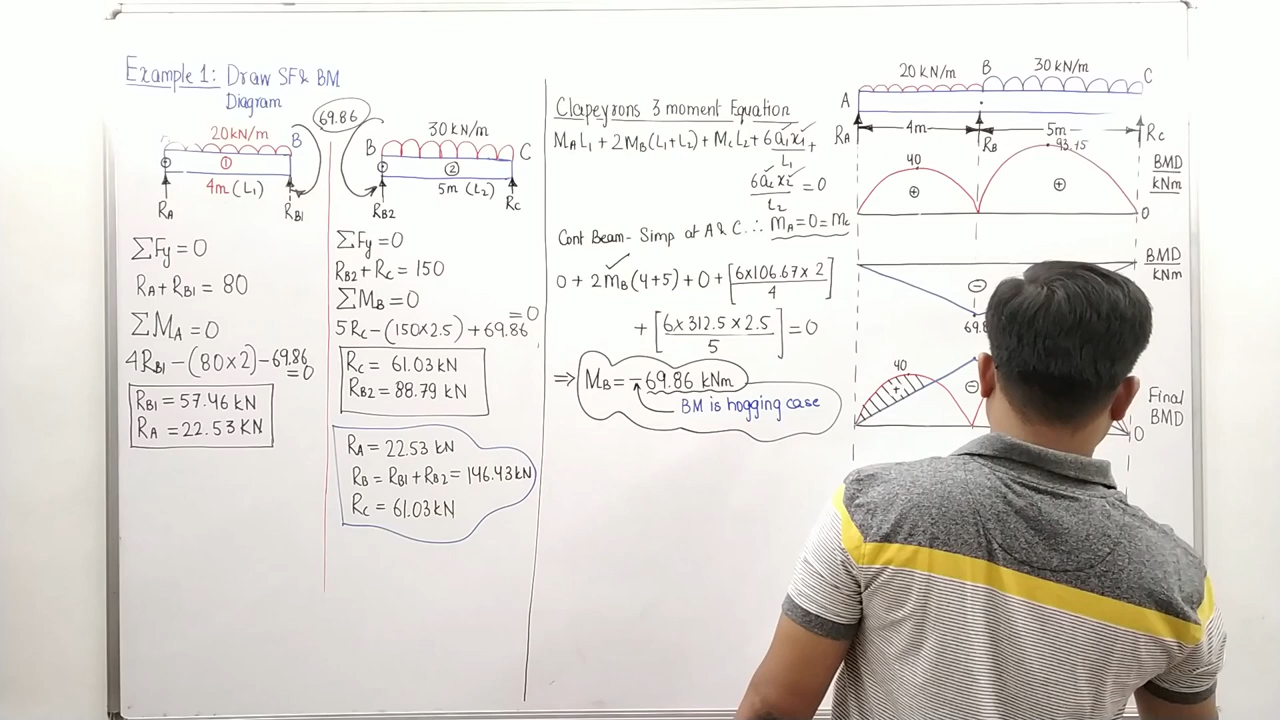 Example 1: Draw SF & BM
Diagram
69.86
20 kN/m
B
①
4m (L1)
RA
RB1
ΣFy = 0
RA + RB1 = 80
ΣMA = 0
4RB1 - (80×2) - 69.86
= 0
RB1 = 57.46 kN
RA = 22.53 KN
30 KN/m
B
C
②
5m (L2)
RB2
RC
ΣFy = 0
RB2 + RC = 150
ΣMB = 0
= 0
5RC - (150×2.5) + 69.86
RC = 61.03 KN
RB2 = 88.79 KN
RA = 22.53 KN
RB = RB1 + RB2 = 146.43 KN
RC = 61.03 KN
Clapeyrons 3 moment Equation
MA L1 + 2MB (L1+L2) + MC L2 + 6a1x1 +
L1
6a2x2 = 0
L2
Cont Beam - Simp at A & C. ∴ MA = 0 = MC
0 + 2MB (4+5) + 0 + [6×106.67×2]
4
+ [6×312.5×2.5] = 0
5
⇒ MB = -69.86 KNm
BM is hogging case
20 KN/m
B
30 KN/m
C
A
RA
4m
RB
5m
RC
40
+
93.75
+
BMD
KNm
0
BMD
KNm
-
40
+
-
Final
BMD
0